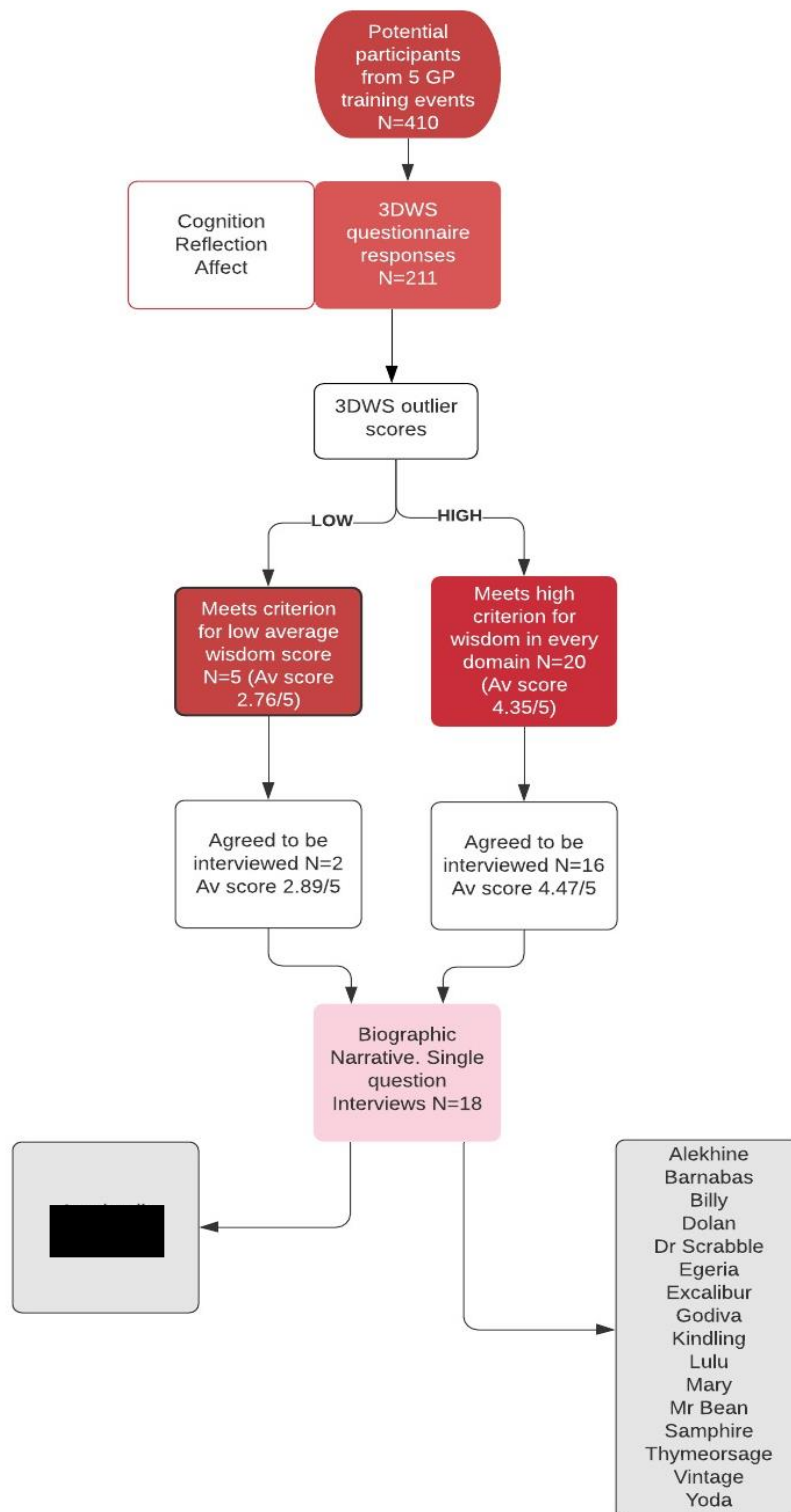 Potential
participants
from 5 GP
training events
N=410
Cognition
Reflection
Affect
3DWS
questionnaire
responses
N=211
3DWS outlier
scores
LOW
HIGH
Meets criterion
for low average
wisdom score
N=5 (Av score
2.76/5)
Meets high
criterion for
wisdom in every
domain N=20
(Av score
4.35/5)
Agreed to be
interviewed N=2
Av score 2.89/5
Agreed to be
interviewed N=16
Av score 4.47/5
Biographic
Narrative. Single
question
Interviews N=18
Alekhine
Barnabas
Billy
Dolan
Dr Scrabble
Egeria
Excalibur
Godiva
Kindling
Lulu
Mary
Mr Bean
Samphire
Thymeorsage
Vintage
Yoda